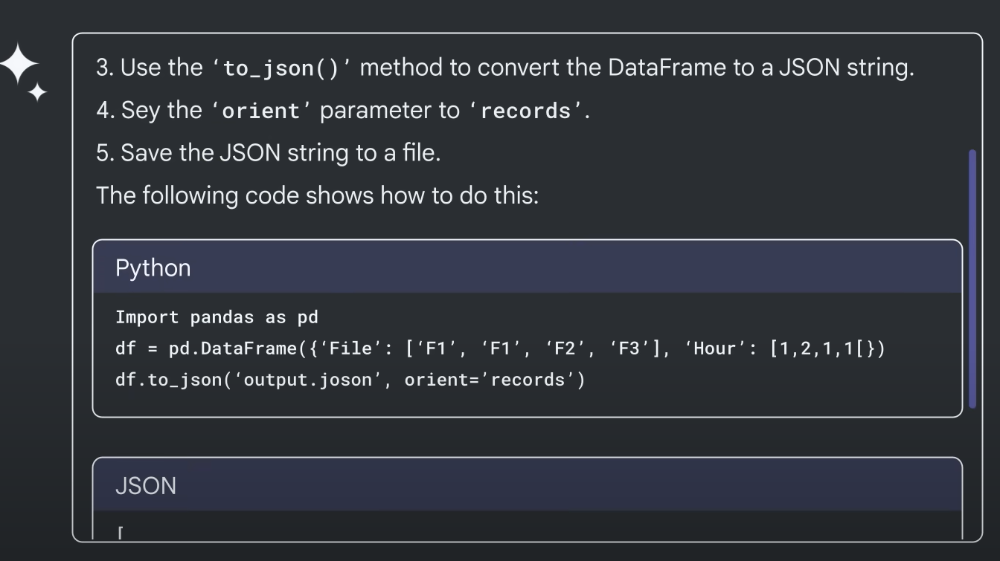 3. Use the ‘to_json()’ method to convert the DataFrame to a JSON string.
4. Sey the ‘orient’ parameter to ‘records’.
5. Save the JSON string to a file.
The following code shows how to do this:
Python
Import pandas as pd
df = pd.DataFrame({‘File’: [‘F1’, ‘F1’, ‘F2’, ‘F3’], ‘Hour’: [1,2,1,1[})
df.to_json(‘output.joson’, orient=’records’)
JSON
[